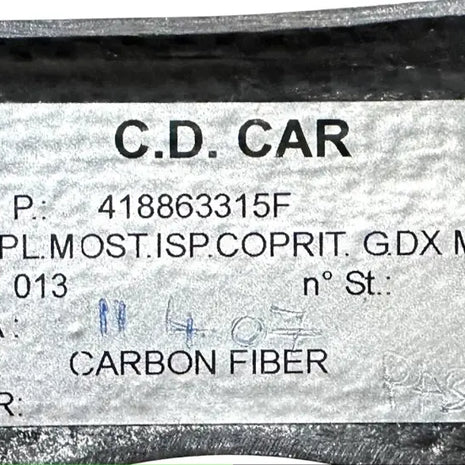 C.D. CAR
P.: 418863315F
PL.MOST.ISP.COPRIT. G.DX M
013 n° St.:
A: 11 4.07
CARBON FIBER
R: